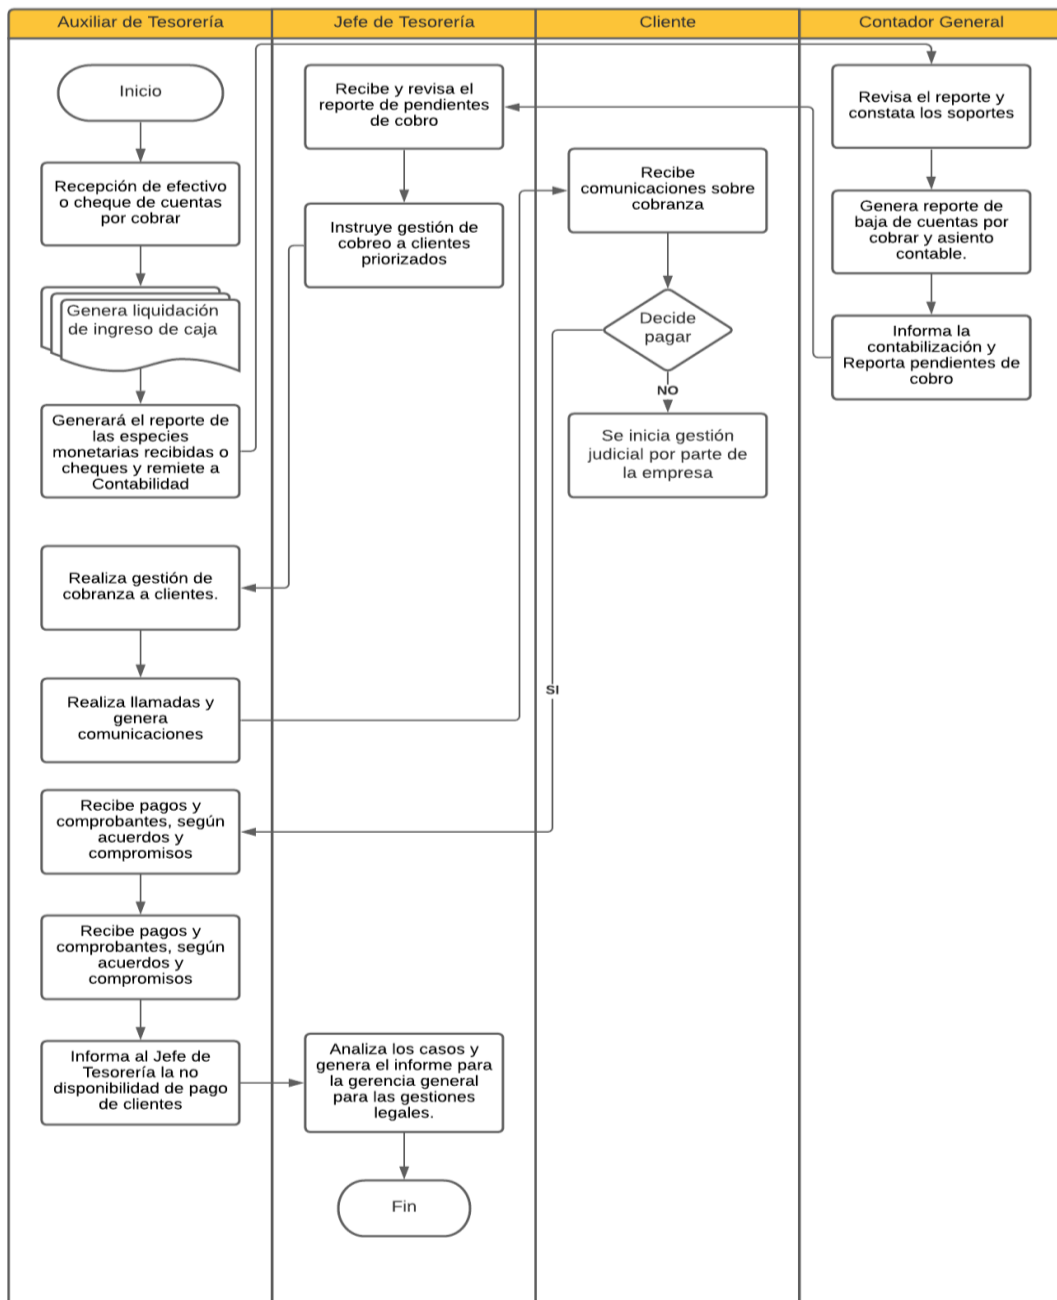 Auxiliar de Tesorería
Jefe de Tesorería
Cliente
Contador General
Inicio
Recepción de efectivo
o cheque de cuentas
por cobrar
Genera liquidación
de ingreso de caja
Generará el reporte de
las especies
monetarias recibidas o
cheques y remiete a
Contabilidad
Revisa el reporte y
constata los soportes
Genera reporte de
baja de cuentas por
cobrar y asiento
contable.
Informa la
contabilización y
Reporta pendientes de
cobro
Recibe y revisa el
reporte de pendientes
de cobro
Instruye gestión de
cobreo a clientes
priorizados
Realiza gestión de
cobranza a clientes.
Realiza llamadas y
genera
comunicaciones
Recibe
comunicaciones sobre
cobranza
Decide
pagar
NO
Se inicia gestión
judicial por parte de
la empresa
SI
Recibe pagos y
comprobantes, según
acuerdos y
compromisos
Recibe pagos y
comprobantes, según
acuerdos y
compromisos
Informa al Jefe de
Tesorería la no
disponibilidad de pago
de clientes
Analiza los casos y
genera el informe para
la gerencia general
para las gestiones
legales.
Fin